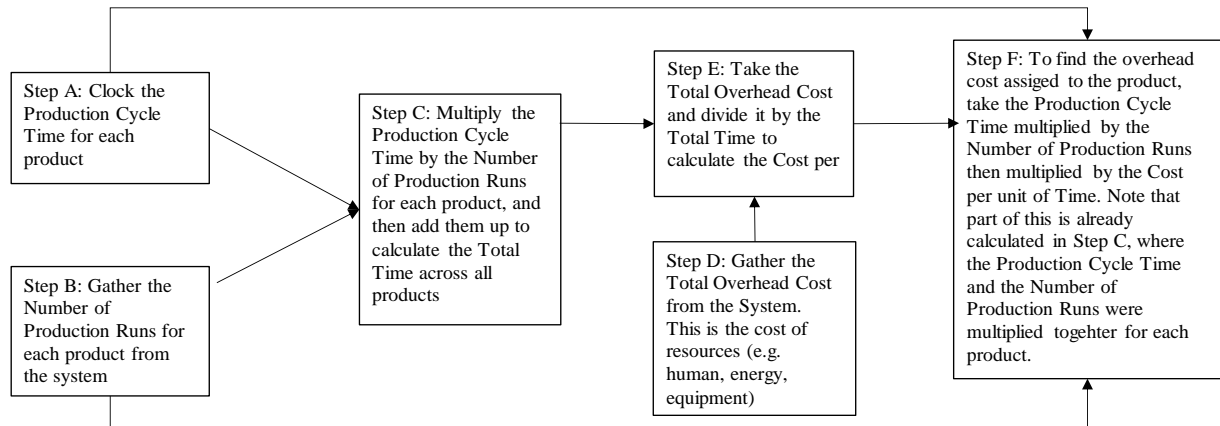 Step A: Clock the
Production Cycle
Time for each
product
Step B: Gather the
Number of
Production Runs for
each product from
the system
Step C: Multiply the
Production Cycle
Time by the Number
of Production Runs
for each product, and
then add them up to
calculate the Total
Time across all
products
Step E: Take the
Total Overhead Cost
and divide it by the
Total Time to
calculate the Cost per
Step D: Gather the
Total Overhead Cost
from the System.
This is the cost of
resources (e.g.
human, energy,
equipment)
Step F: To find the overhead
cost assiged to the product,
take the Production Cycle
Time multiplied by the
Number of Production Runs
then multiplied by the Cost
per unit of Time. Note that
part of this is already
calculated in Step C, where
the Production Cycle Time
and the Number of
Production Runs were
multiplied togehter for each
product.